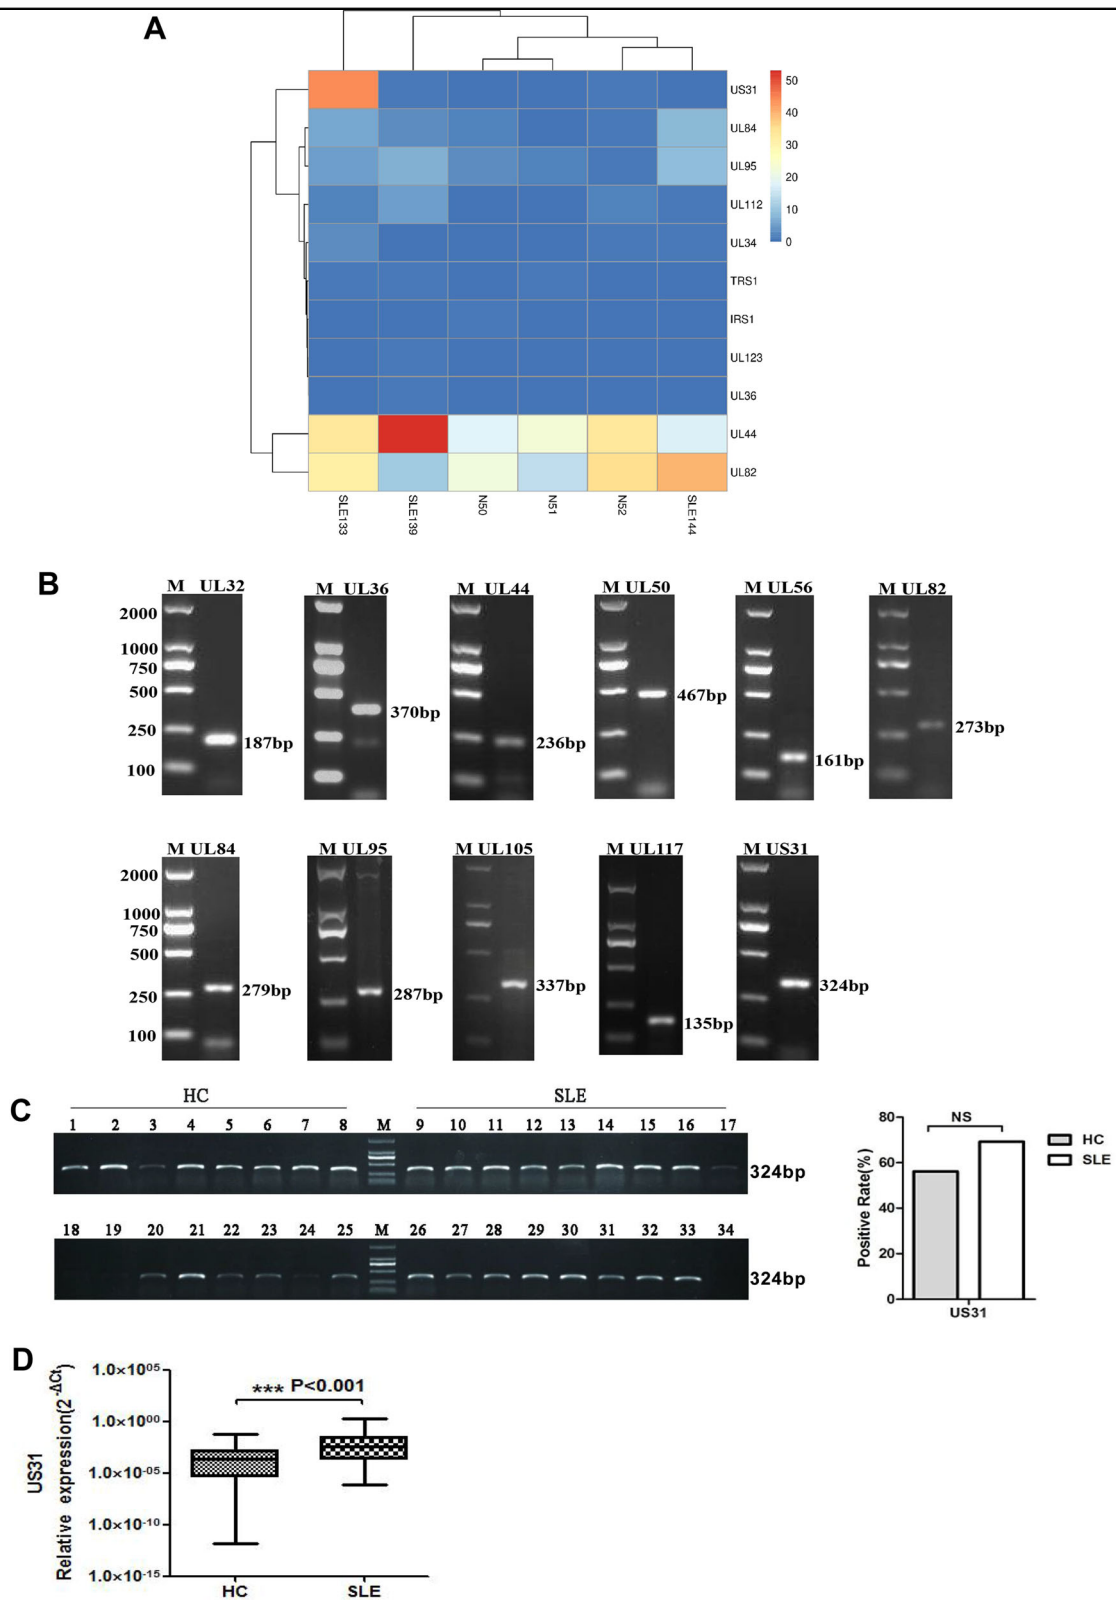 A
50
40
30
20
10
0
US31
UL84
UL95
UL112
UL34
TRS1
IRS1
UL123
UL36
UL44
UL82
SLE133 SLE139 N50 N51 N52 SLE144
B
M UL32 M UL36 M UL44 M UL50 M UL56 M UL82
2000
1000
750
500
250
100
187bp 370bp 236bp 467bp 161bp 273bp
M UL84 M UL95 M UL105 M UL117 M US31
2000
1000
750
500
250
100
279bp 287bp 337bp 135bp 324bp
C
HC SLE
1 2 3 4 5 6 7 8 M 9 10 11 12 13 14 15 16 17
324bp
18 19 20 21 22 23 24 25 M 26 27 28 29 30 31 32 33 34
324bp
Positive Rate(%)
80
60
40
20
0
NS
US31
HC
SLE
D
US31
Relative expression(2-ΔCt)
1.0×10^05
1.0×10^00
1.0×10^-05
1.0×10^-10
1.0×10^-15
*** P<0.001
HC SLE